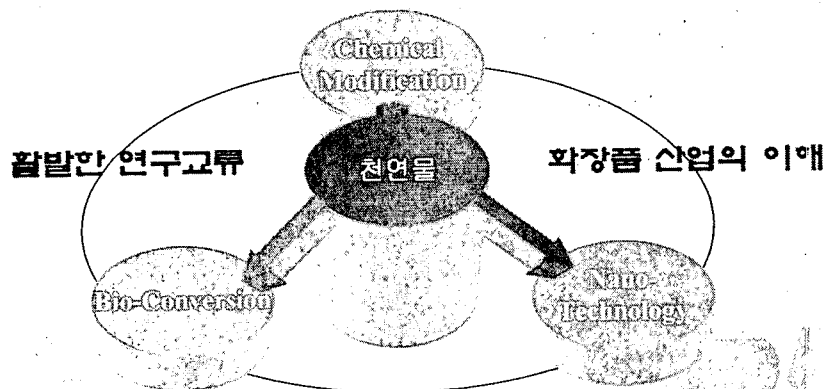 Chemical
Modification
활발한 연구교류
천연물
화장품 산업의 이해
Bio-Conversion
Nano-
Technology